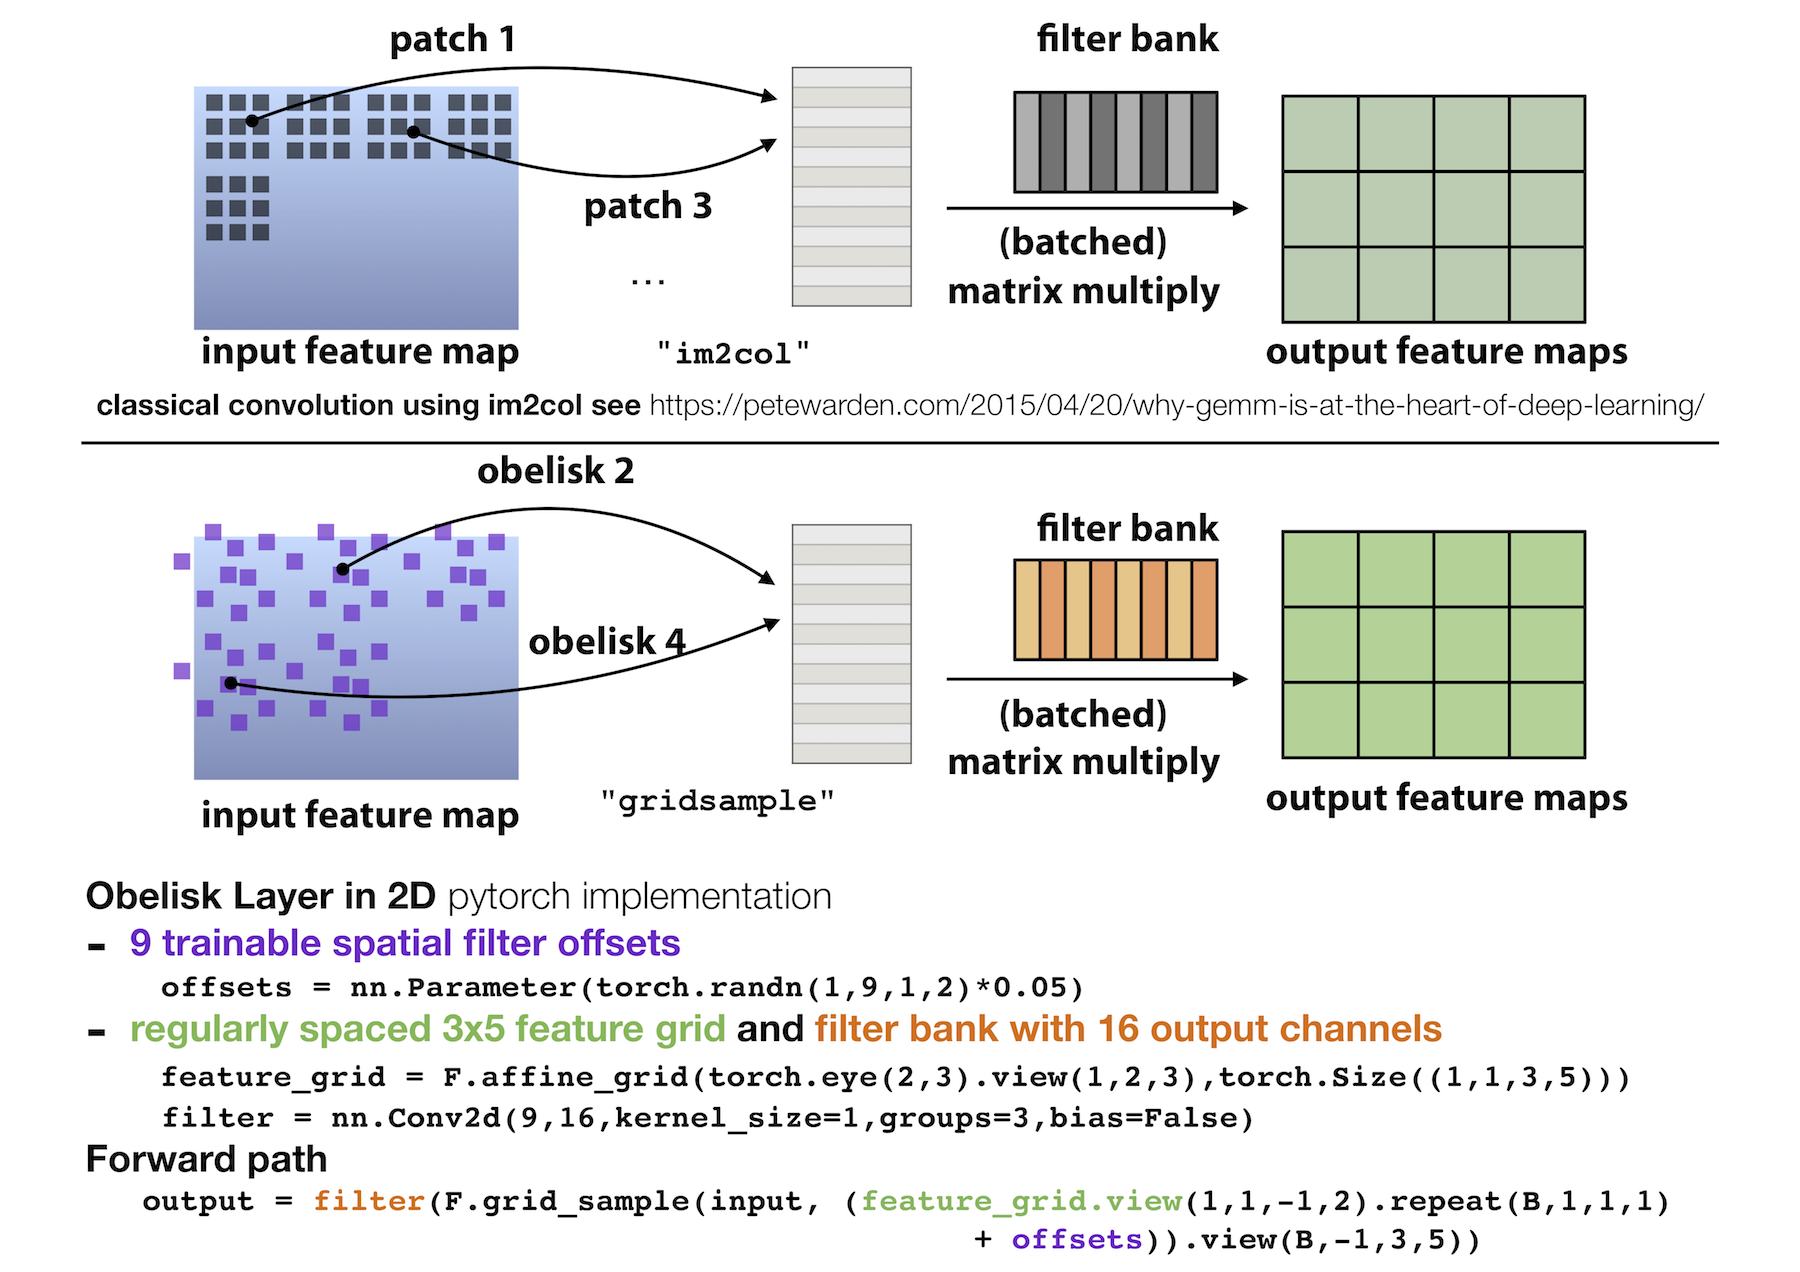 patch 1
filter bank
patch 3
...
(batched)
matrix multiply
input feature map
"im2col"
output feature maps
classical convolution using im2col see https://petewarden.com/2015/04/20/why-gemm-is-at-the-heart-of-deep-learning/
obelisk 2
filter bank
obelisk 4
(batched)
matrix multiply
input feature map
"gridsample"
output feature maps
Obelisk Layer in 2D pytorch implementation
- 9 trainable spatial filter offsets
offsets = nn.Parameter(torch.randn(1,9,1,2)*0.05)
- regularly spaced 3x5 feature grid and filter bank with 16 output channels
feature_grid = F.affine_grid(torch.eye(2,3).view(1,2,3),torch.Size((1,1,3,5)))
filter = nn.Conv2d(9,16,kernel_size=1,groups=3,bias=False)
Forward path
output = filter(F.grid_sample(input, (feature_grid.view(1,1,-1,2).repeat(B,1,1,1)
+ offsets)).view(B,-1,3,5))